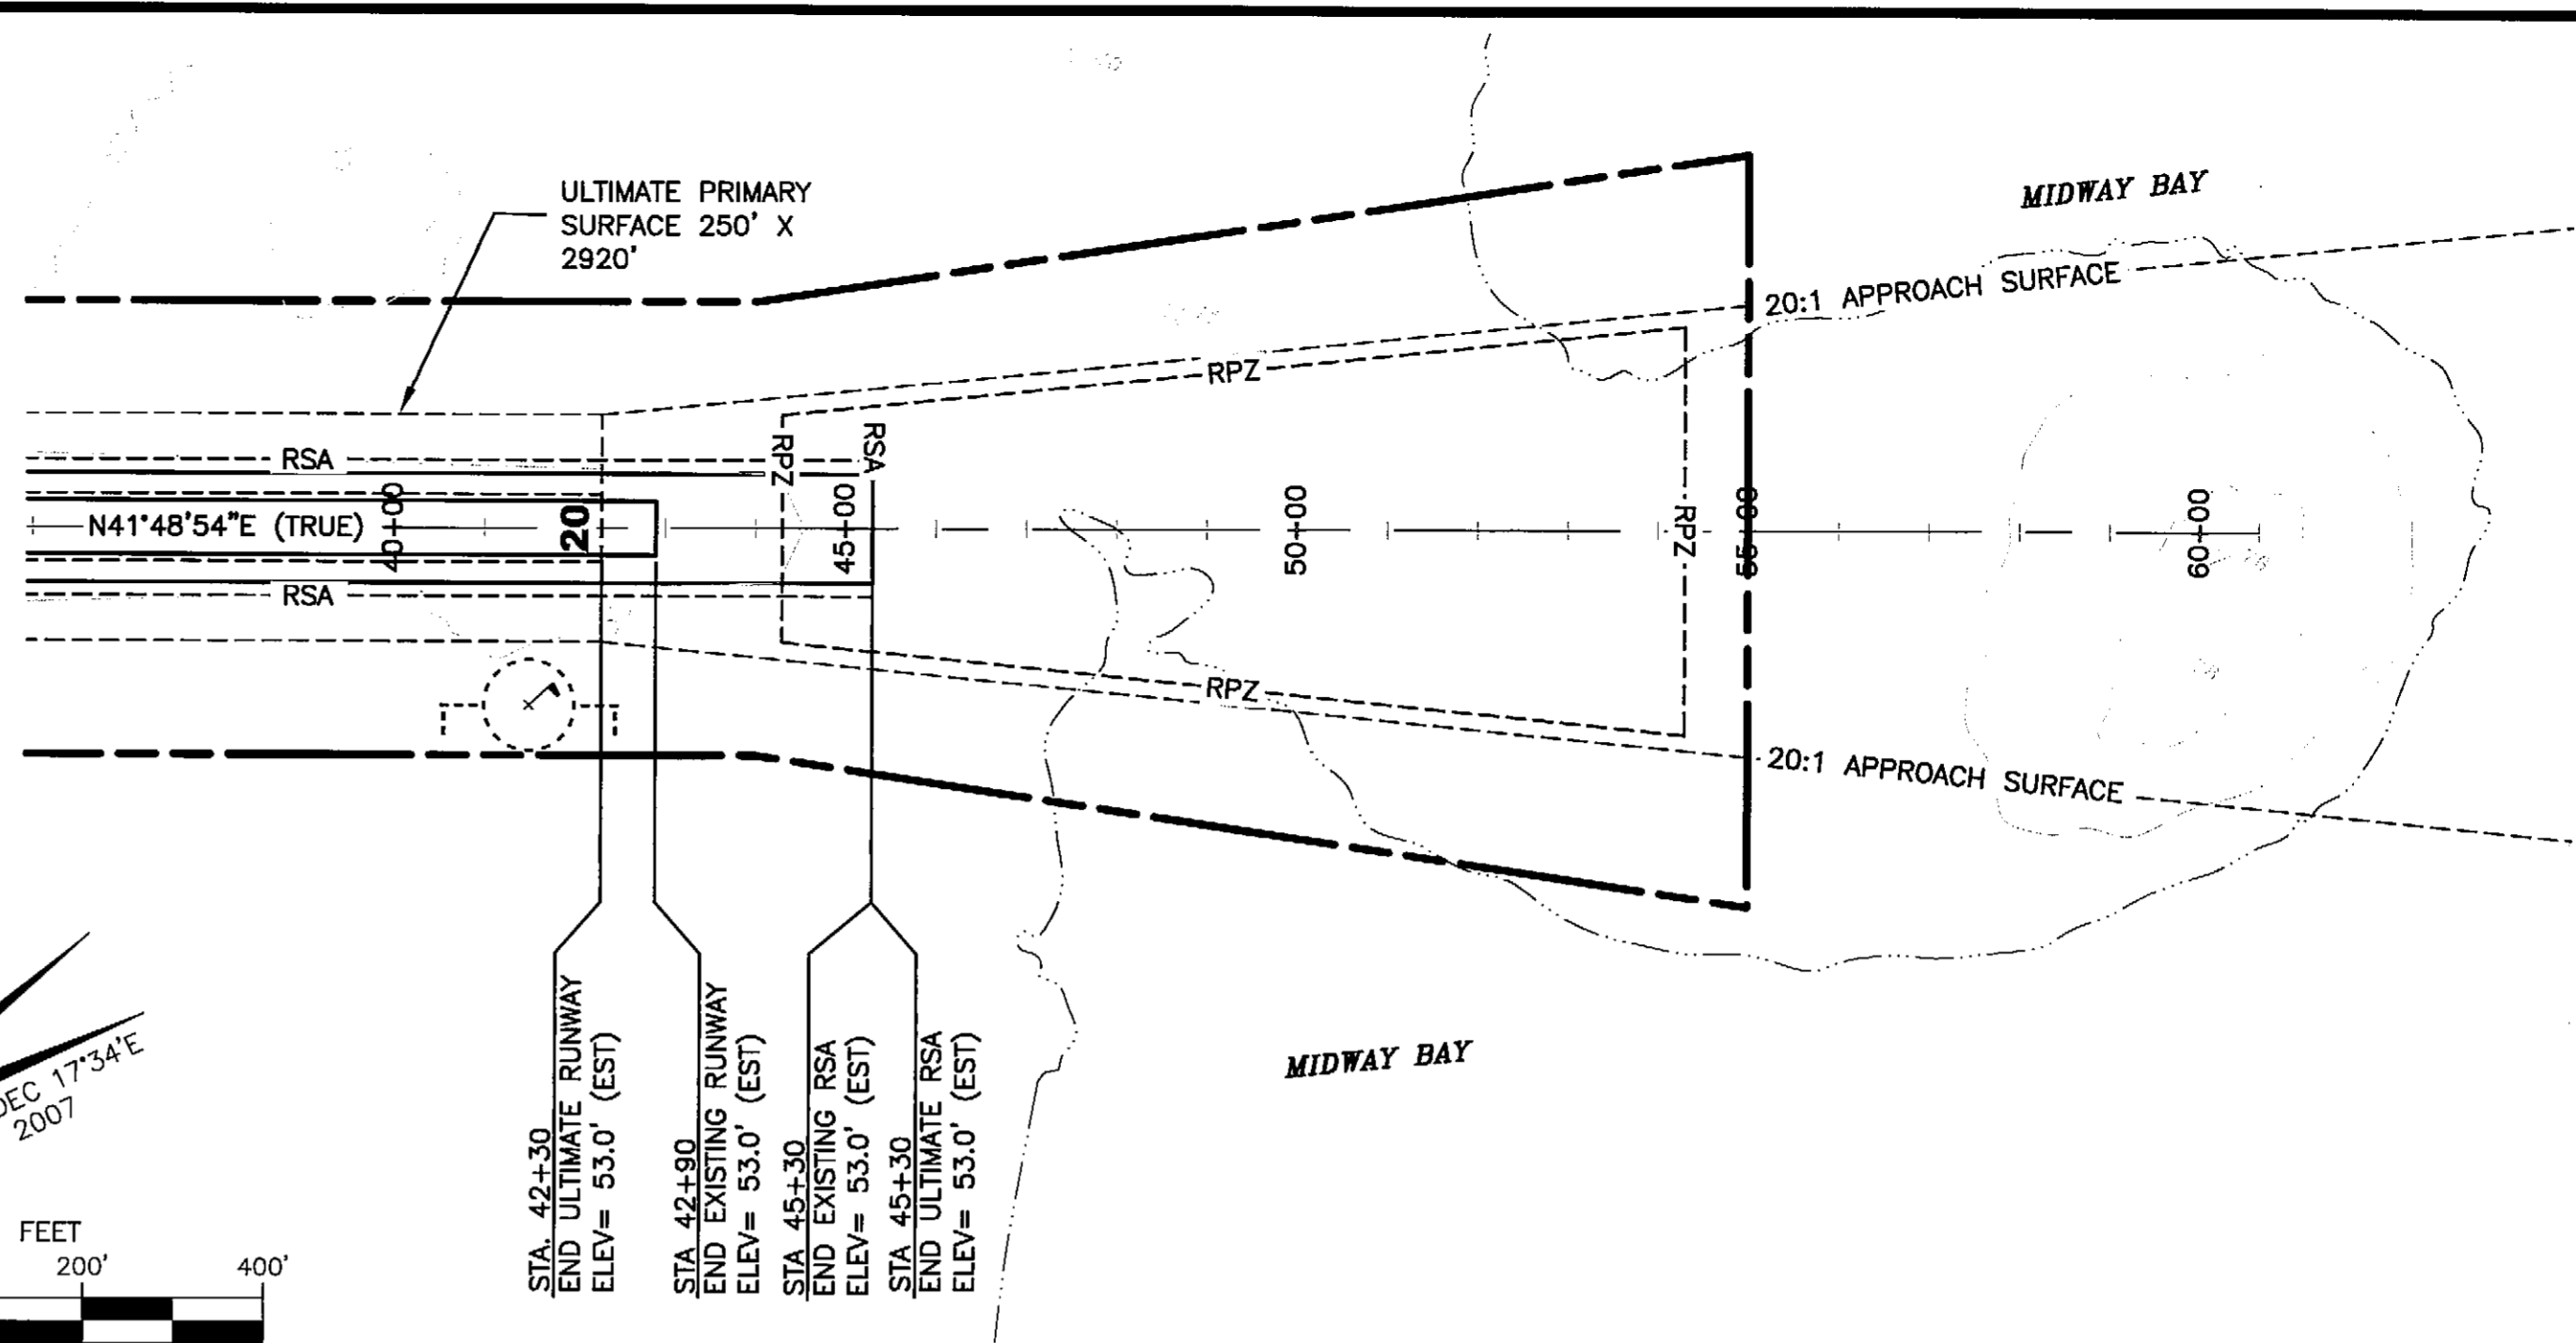 ULTIMATE PRIMARY
SURFACE 250' X
2920'
MIDWAY BAY
20:1 APPROACH SURFACE
RPZ
RSA
RPZ
RSA
N41°48'54"E (TRUE)
40+00
20
45+00
50+00
RPZ
55+00
60+00
RSA
RPZ
20:1 APPROACH SURFACE
MIDWAY BAY
STA. 42+30
END ULTIMATE RUNWAY
ELEV= 53.0' (EST)
STA 42+90
END EXISTING RUNWAY
ELEV= 53.0' (EST)
STA 45+30
END EXISTING RSA
ELEV= 53.0' (EST)
STA 45+30
END ULTIMATE RSA
ELEV= 53.0' (EST)
DEC 17°34'E
2007
FEET
200' 400'